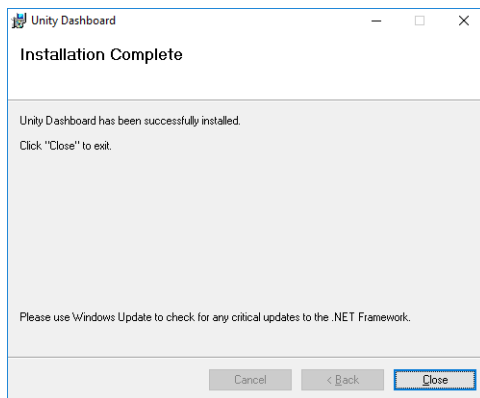 Unity Dashboard
Installation Complete
Unity Dashboard has been successfully installed.
Click "Close" to exit.
Please use Windows Update to check for any critical updates to the .NET Framework.
Cancel
< Back
Close